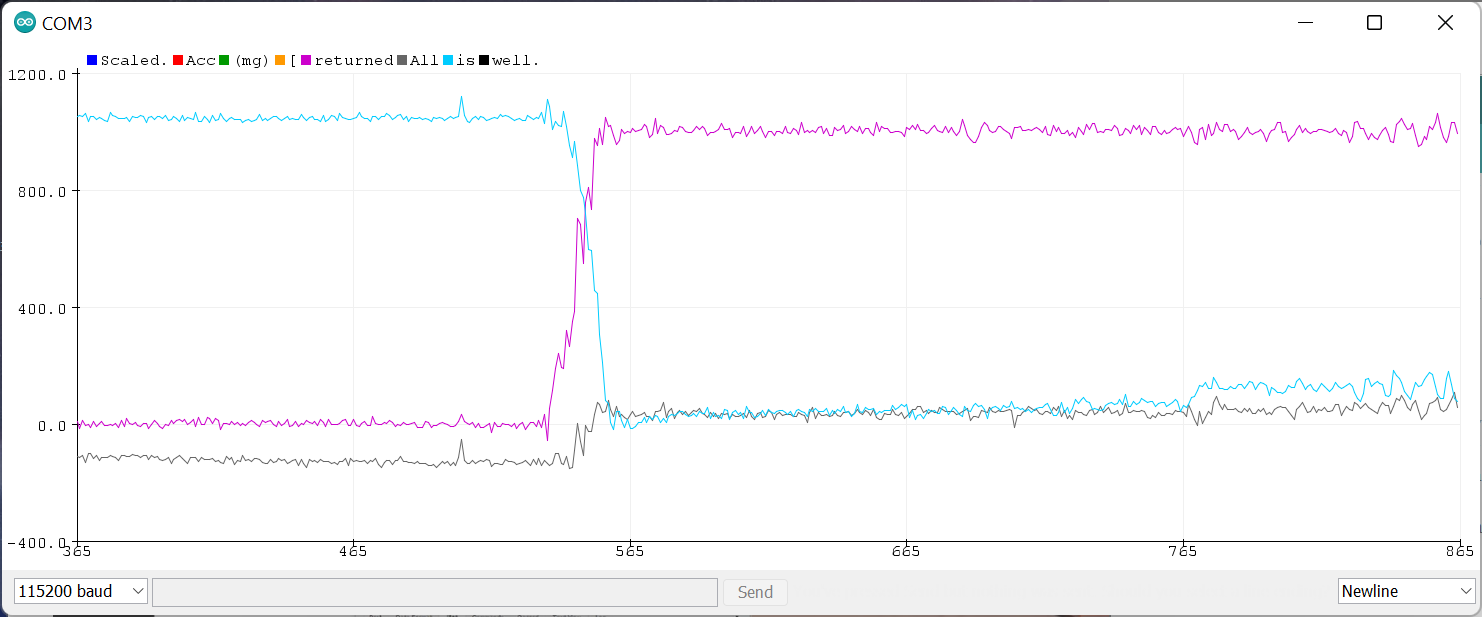 COM3
Scaled. Acc (mg) [ returned All is well.
1200.0
800.0
400.0
0.0
-400.0
365 465 565 665 765 865
115200 baud Send Newline